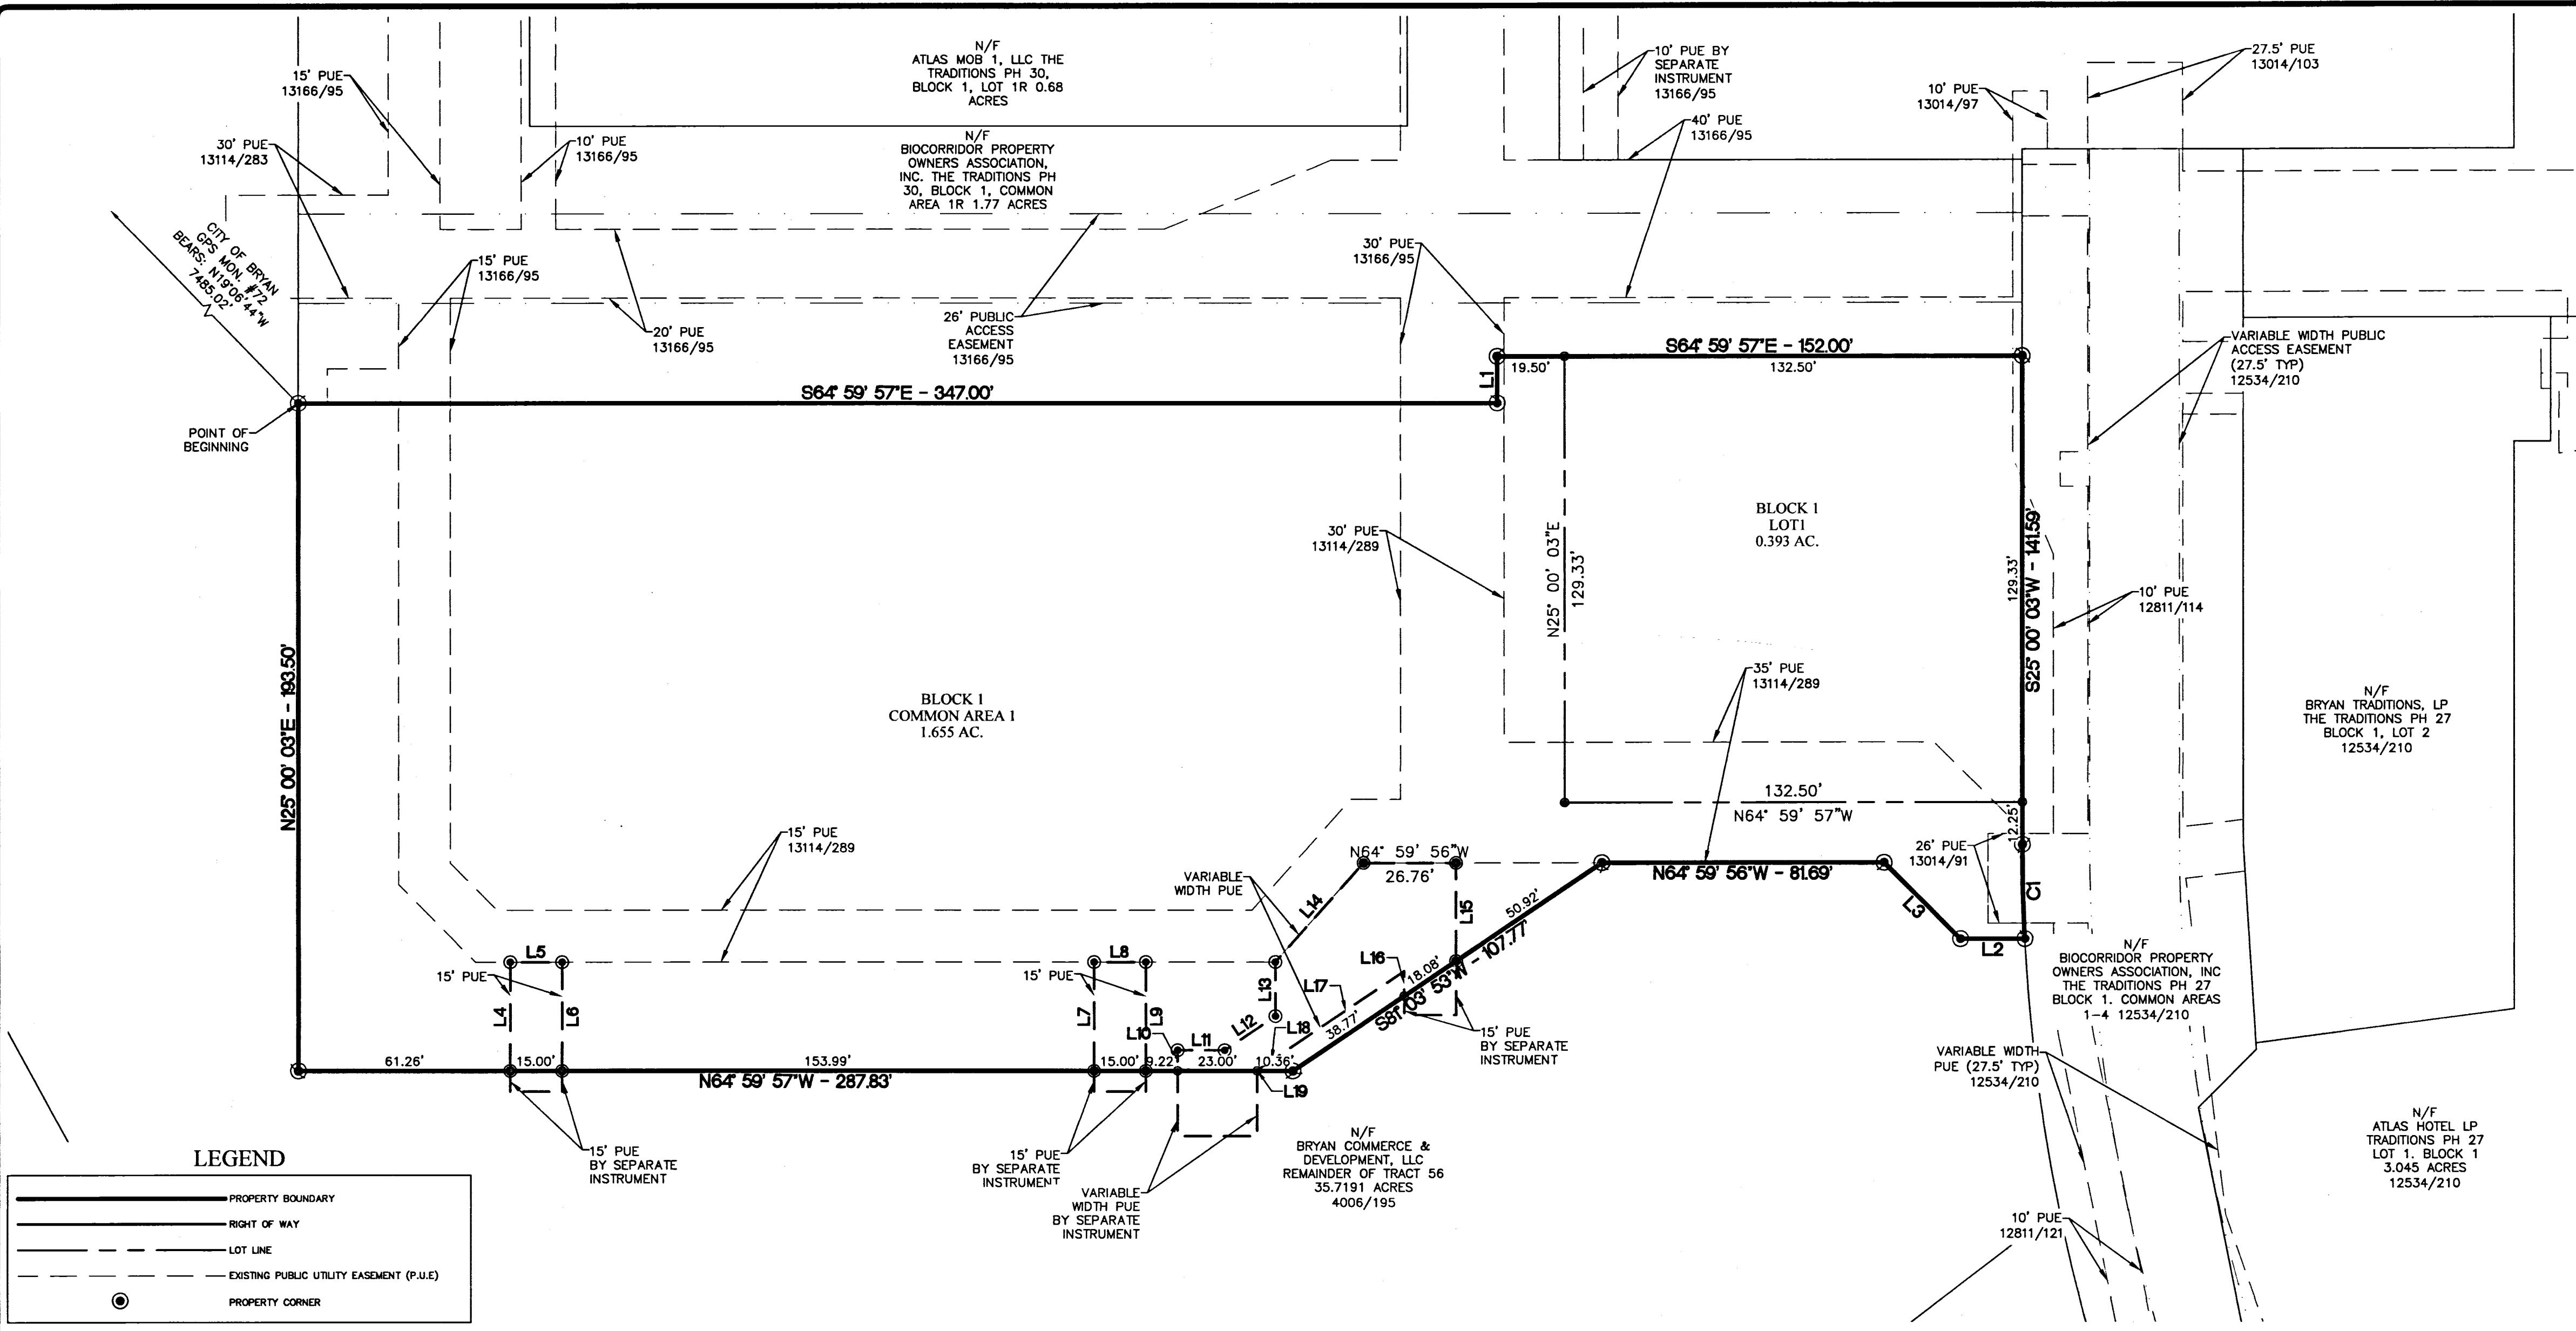 N/F
ATLAS MOB 1, LLC THE
TRADITIONS PH 30,
BLOCK 1, LOT 1R 0.68
ACRES
15' PUE
13166/95
10' PUE BY
SEPARATE
INSTRUMENT
13166/95
27.5' PUE
13014/103
10' PUE
13014/97
30' PUE
13114/283
10' PUE
13166/95
N/F
BIOCORRIDOR PROPERTY
OWNERS ASSOCIATION,
INC. THE TRADITIONS PH
30, BLOCK 1, COMMON
AREA 1R 1.77 ACRES
40' PUE
13166/95
CITY OF BRYAN
GPS MON. #72
BEARS: N19°06'44"W
7485.02'
15' PUE
13166/95
30' PUE
13166/95
20' PUE
13166/95
26' PUBLIC
ACCESS
EASEMENT
13166/95
VARIABLE WIDTH PUBLIC
ACCESS EASEMENT
(27.5' TYP)
12534/210
S64° 59' 57"E - 152.00'
19.50'
132.50'
L1
S64° 59' 57"E - 347.00'
POINT OF
BEGINNING
N25° 00' 03"E - 193.50'
BLOCK 1
LOT1
0.393 AC.
30' PUE
13114/289
N25° 00' 03"E
129.33'
129.33'
S25° 00' 03"W - 141.59'
10' PUE
12811/114
35' PUE
13114/289
BLOCK 1
COMMON AREA 1
1.655 AC.
N/F
BRYAN TRADITIONS, LP
THE TRADITIONS PH 27
BLOCK 1, LOT 2
12534/210
132.50'
N64° 59' 57"W
12.25'
15' PUE
13114/289
26' PUE
13014/91
N64° 59' 56"W
26.76'
N64° 59' 56"W - 81.69'
VARIABLE
WIDTH PUE
L14
L15
50.92'
C1
L3
L2
L5
L8
15' PUE
15' PUE
L4
L6
L7
L9
L10
L11
L12
L13
L16
L17
L18
18.08'
38.77'
S81° 03' 53"W - 107.77'
15' PUE
BY SEPARATE
INSTRUMENT
N/F
BIOCORRIDOR PROPERTY
OWNERS ASSOCIATION, INC
THE TRADITIONS PH 27
BLOCK 1. COMMON AREAS
1-4 12534/210
61.26'
15.00'
153.99'
15.00'
9.22'
23.00'
10.36'
N64° 59' 57"W - 287.83'
L19
VARIABLE WIDTH
PUE (27.5' TYP)
12534/210
15' PUE
BY SEPARATE
INSTRUMENT
15' PUE
BY SEPARATE
INSTRUMENT
VARIABLE
WIDTH PUE
BY SEPARATE
INSTRUMENT
N/F
BRYAN COMMERCE &
DEVELOPMENT, LLC
REMAINDER OF TRACT 56
35.7191 ACRES
4006/195
N/F
ATLAS HOTEL LP
TRADITIONS PH 27
LOT 1. BLOCK 1
3.045 ACRES
12534/210
10' PUE
12811/121
LEGEND
PROPERTY BOUNDARY
RIGHT OF WAY
LOT LINE
EXISTING PUBLIC UTILITY EASEMENT (P.U.E)
PROPERTY CORNER